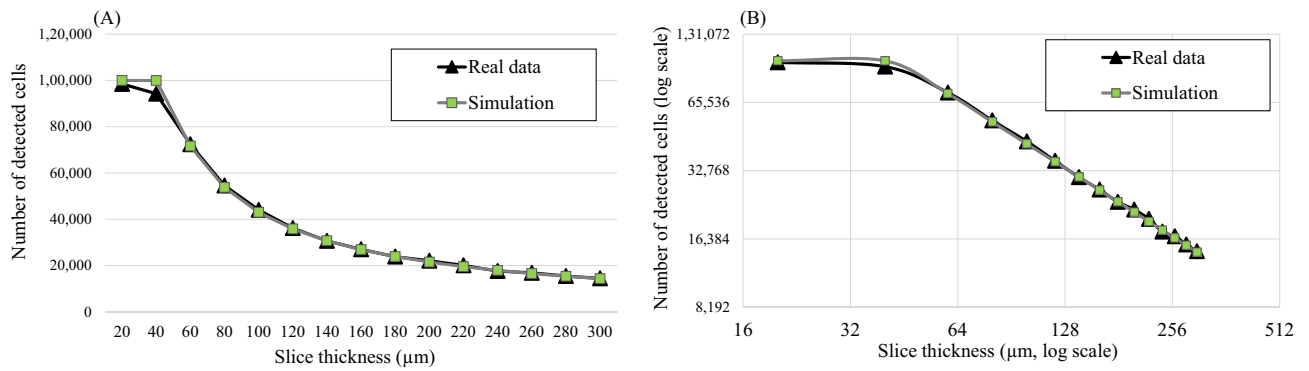 (A)
Number of detected cells
1,20,000
1,00,000
80,000
60,000
40,000
20,000
0
Real data
Simulation
20 40 60 80 100 120 140 160 180 200 220 240 260 280 300
Slice thickness (µm)
(B)
Number of detected cells (log scale)
1,31,072
65,536
32,768
16,384
8,192
Real data
Simulation
16 32 64 128 256 512
Slice thickness (µm, log scale)